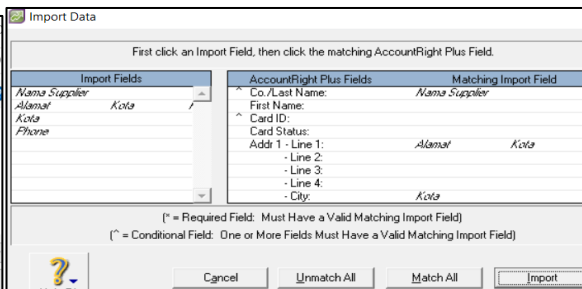 Import Data
First click an Import Field, then click the matching AccountRight Plus Field.
Import Fields
Nama Supplier
Alamat Kota
Kota
Phone
AccountRight Plus Fields Matching Import Field
^ Co./Last Name: Nama Supplier
First Name:
^ Card ID:
Card Status:
Addr 1 - Line 1: Alamat Kota
- Line 2:
- Line 3:
- Line 4:
- City: Kota
(* = Required Field: Must Have a Valid Matching Import Field)
(^ = Conditional Field: One or More Fields Must Have a Valid Matching Import Field)
Cancel Unmatch All Match All Import